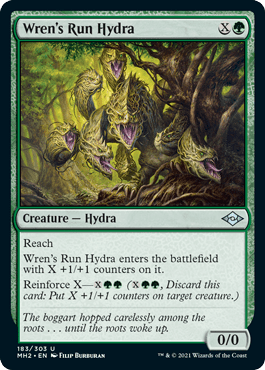 Wren's Run Hydra X
Creature — Hydra
Reach
Wren's Run Hydra enters the battlefield
with X +1/+1 counters on it.
Reinforce X—X (X, Discard this
card: Put X +1/+1 counters on target creature.)
The boggart hopped carelessly among the
roots . . . until the roots woke up.
0/0
183/303 U
MH2 • EN FILIP BURBURAN ™ & © 2021 Wizards of the Coast